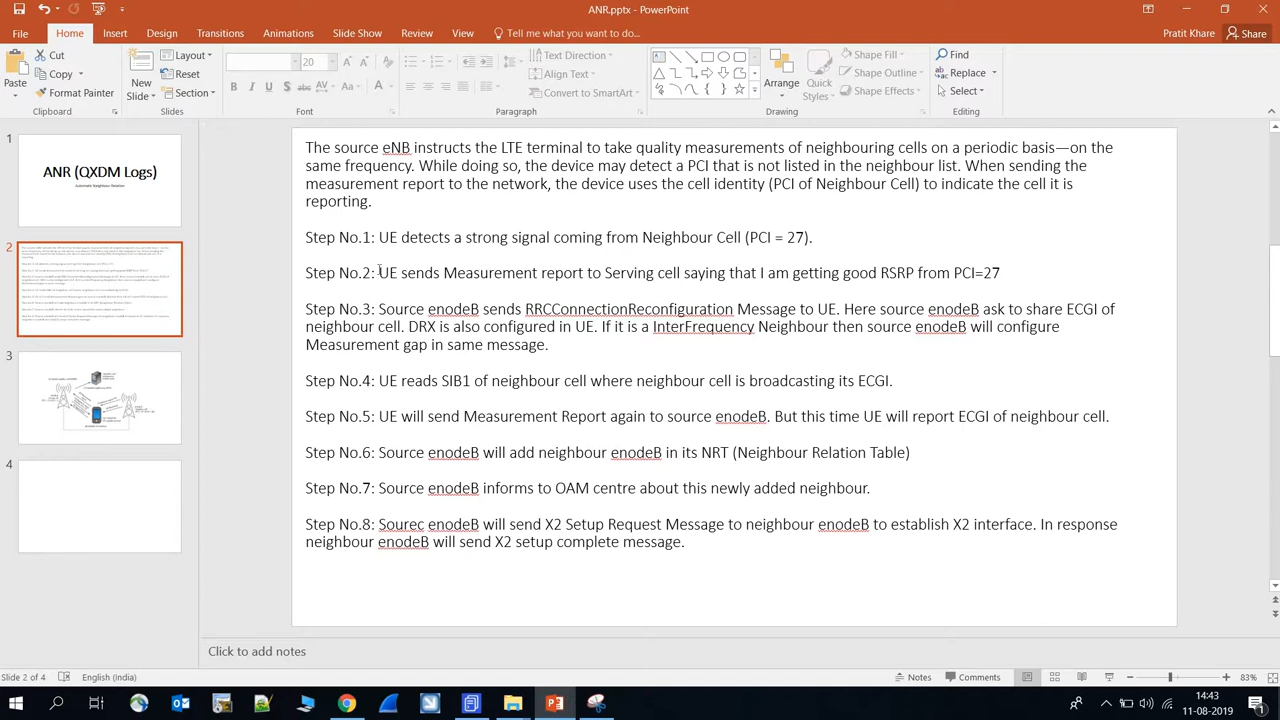 ANR.pptx - PowerPoint
File Home Insert Design Transitions Animations Slide Show Review View Tell me what you want to do... Pratit Khare Share
Paste Cut Copy Format Painter Clipboard
New Slide Layout Reset Section Slides
20 Font
Text Direction Align Text Convert to SmartArt Paragraph
Arrange Quick Styles Shape Fill Shape Outline Shape Effects Drawing
Find Replace Select Editing
1
ANR (QXDM Logs)
Automatic Neighbour Relation
2
3
4
The source eNB instructs the LTE terminal to take quality measurements of neighbouring cells on a periodic basis—on the
same frequency. While doing so, the device may detect a PCI that is not listed in the neighbour list. When sending the
measurement report to the network, the device uses the cell identity (PCI of Neighbour Cell) to indicate the cell it is
reporting.
Step No.1: UE detects a strong signal coming from Neighbour Cell (PCI = 27).
Step No.2: UE sends Measurement report to Serving cell saying that I am getting good RSRP from PCI=27
Step No.3: Source enodeB sends rrcConnectionReconfiguration Message to UE. Here source enodeB ask to share ECGI of
neighbour cell. DRX is also configured in UE. If it is a InterFrequency Neighbour then source enodeB will configure
Measurement gap in same message.
Step No.4: UE reads SIB1 of neighbour cell where neighbour cell is broadcasting its ECGI.
Step No.5: UE will send Measurement Report again to source enodeB. But this time UE will report ECGI of neighbour cell.
Step No.6: Source enodeB will add neighbour enodeB in its NRT (Neighbour Relation Table)
Step No.7: Source enodeB informs to OAM centre about this newly added neighbour.
Step No.8: Sourec enodeB will send X2 Setup Request Message to neighbour enodeB to establish X2 interface. In response
neighbour enodeB will send X2 setup complete message.
Click to add notes
Slide 2 of 4 English (India) Notes Comments 83%
14:43
11-08-2019